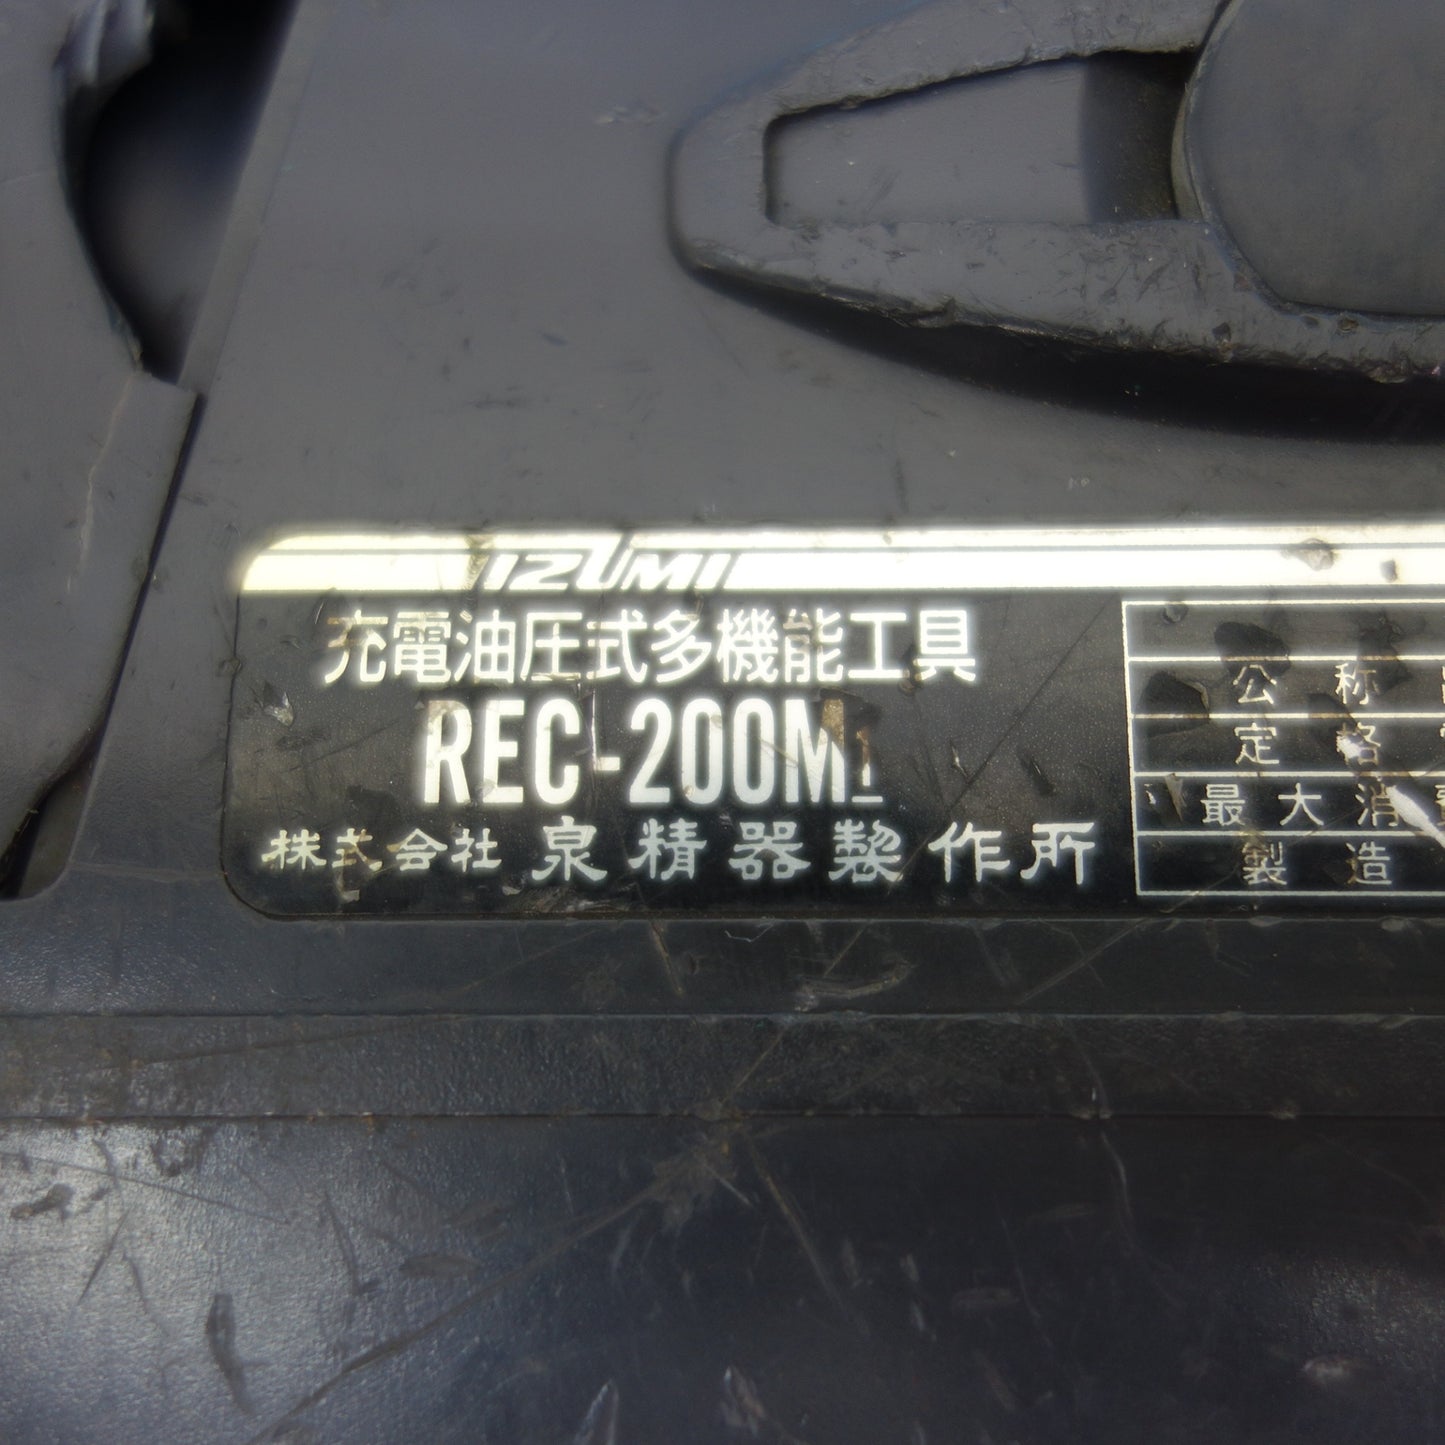 IZUMI
充電油圧式多機能工具
REC-200M
株式会社 泉精器製作所
公称
定格
最大消
製造